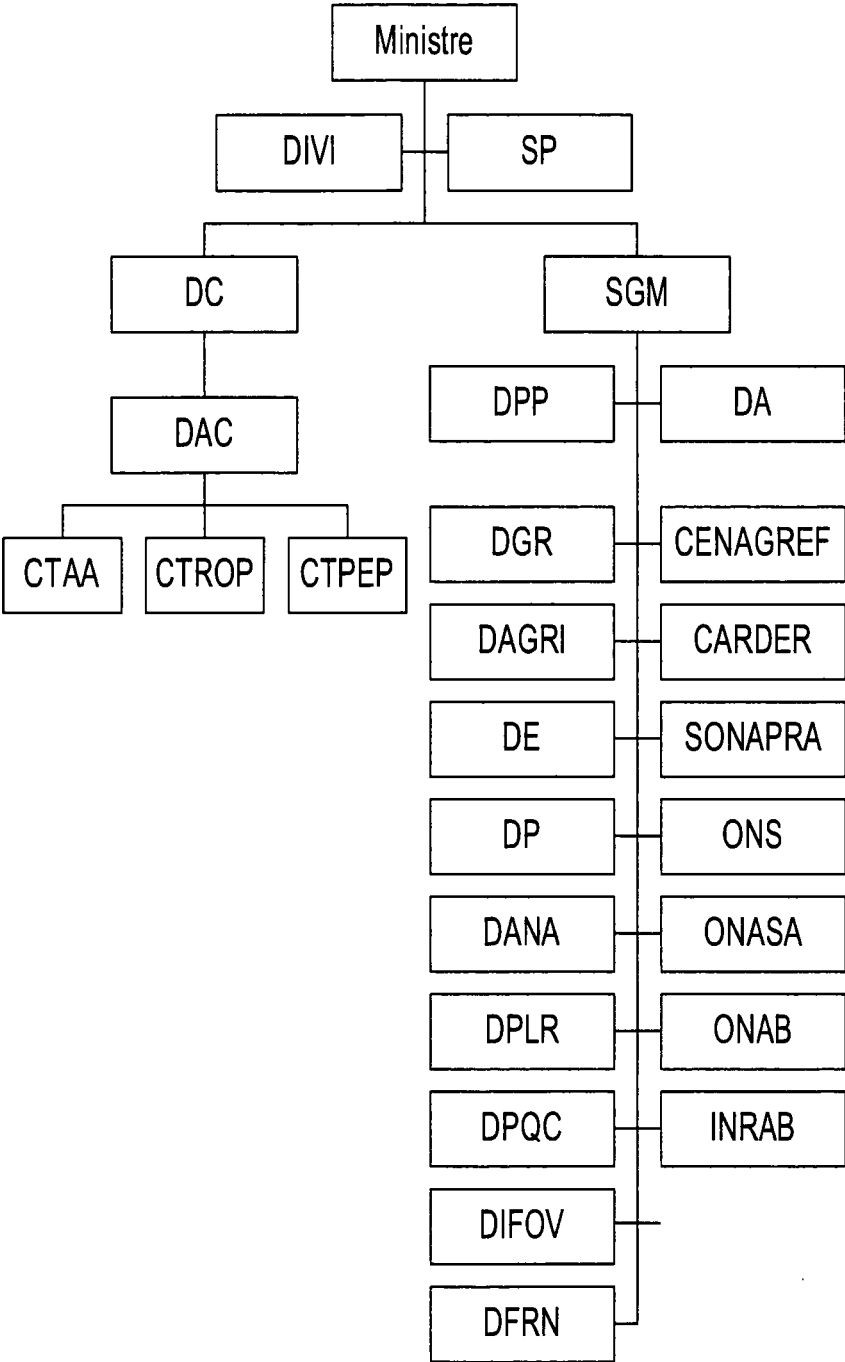 Ministre
DIVI
SP
DC
SGM
DPP
DA
DAC
DGR
CENAGREF
CTAA
CTROP
CTPEP
DAGRI
CARDER
DE
SONAPRA
DP
ONS
DANA
ONASA
DPLR
ONAB
DPQC
INRAB
DIFOV
DFRN